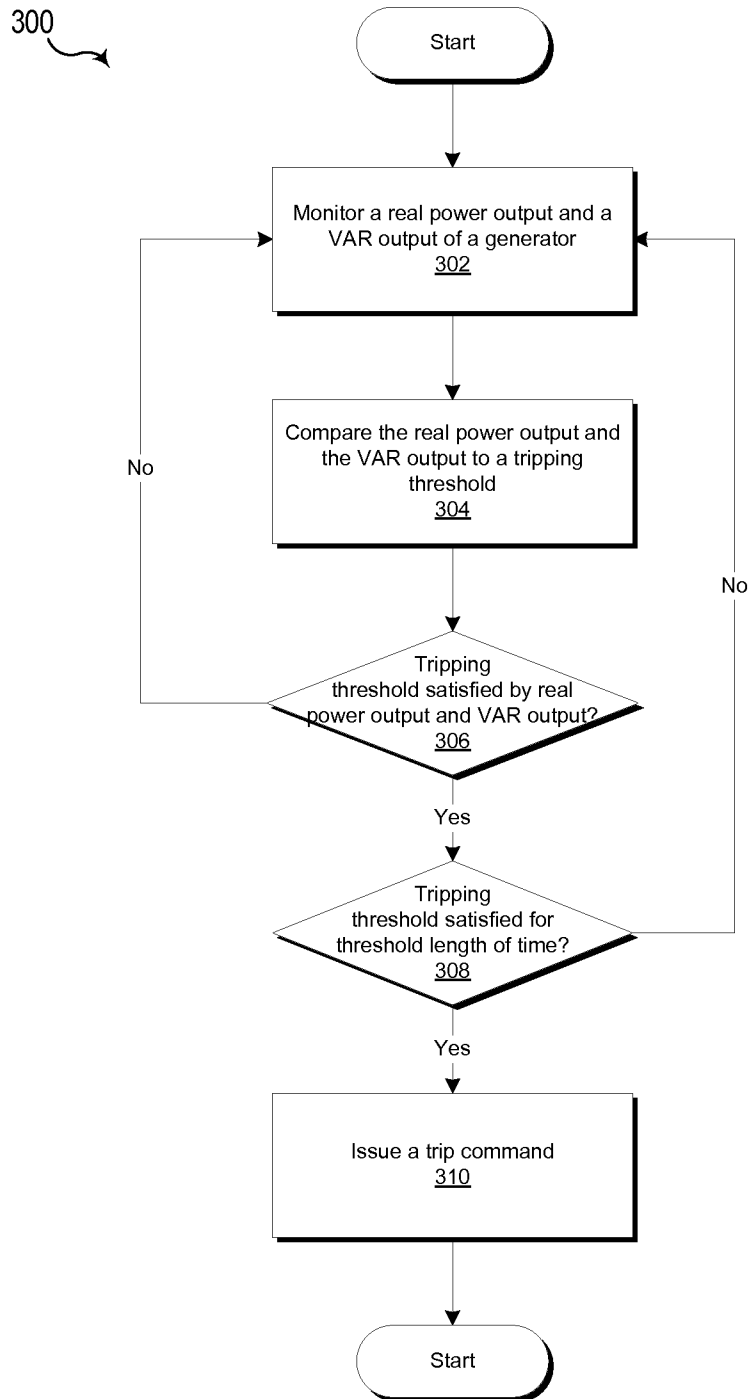 300
Start
Monitor a real power output and a
VAR output of a generator
302
Compare the real power output and
the VAR output to a tripping
threshold
304
No
No
Tripping
threshold satisfied by real
power output and VAR output?
306
Yes
Tripping
threshold satisfied for
threshold length of time?
308
Yes
Issue a trip command
310
Start